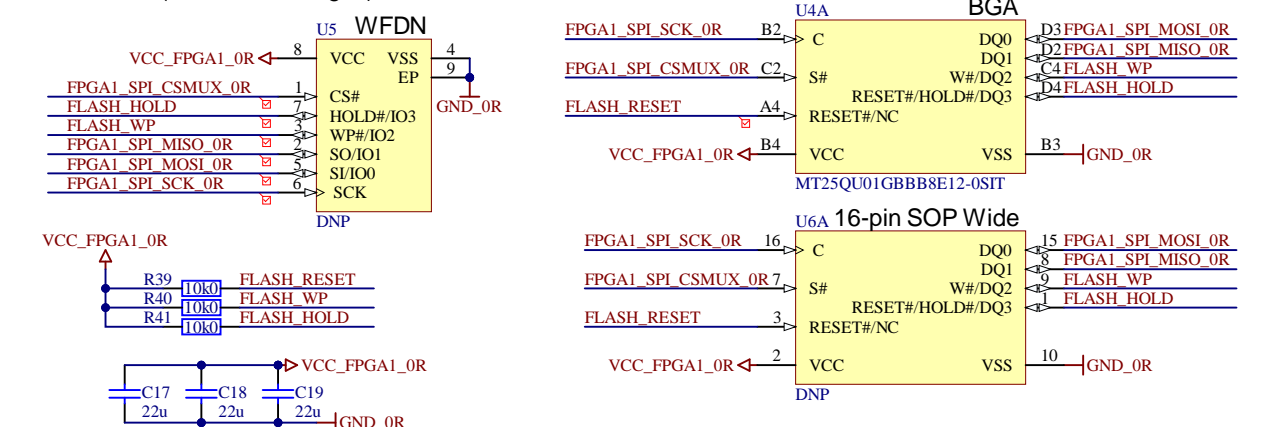 U5 WFDN
VCC_FPGA1_0R 8 VCC VSS 4
EP 9
GND_0R
FPGA1_SPI_CSMUX_0R 1 CS#
FLASH_HOLD 7 HOLD#/IO3
FLASH_WP 3 WP#/IO2
FPGA1_SPI_MISO_0R 2 SO/IO1
FPGA1_SPI_MOSI_0R 5 SI/IO0
FPGA1_SPI_SCK_0R 6 SCK
DNP
VCC_FPGA1_0R
R39 10k0 FLASH_RESET
R40 10k0 FLASH_WP
R41 10k0 FLASH_HOLD
VCC_FPGA1_0R
C17 C18 C19
22u 22u 22u
GND_0R
U4A BGA
FPGA1_SPI_SCK_0R B2 C DQ0 D3 FPGA1_SPI_MOSI_0R
DQ1 D2 FPGA1_SPI_MISO_0R
FPGA1_SPI_CSMUX_0R C2 S# W#/DQ2 C4 FLASH_WP
RESET#/HOLD#/DQ3 D4 FLASH_HOLD
FLASH_RESET A4 RESET#/NC
VCC_FPGA1_0R B4 VCC VSS B3 GND_0R
MT25QU01GBBB8E12-0SIT
U6A 16-pin SOP Wide
FPGA1_SPI_SCK_0R 16 C DQ0 15 FPGA1_SPI_MOSI_0R
DQ1 8 FPGA1_SPI_MISO_0R
FPGA1_SPI_CSMUX_0R 7 S# W#/DQ2 9 FLASH_WP
RESET#/HOLD#/DQ3 1 FLASH_HOLD
FLASH_RESET 3 RESET#/NC
VCC_FPGA1_0R 2 VCC VSS 10 GND_0R
DNP